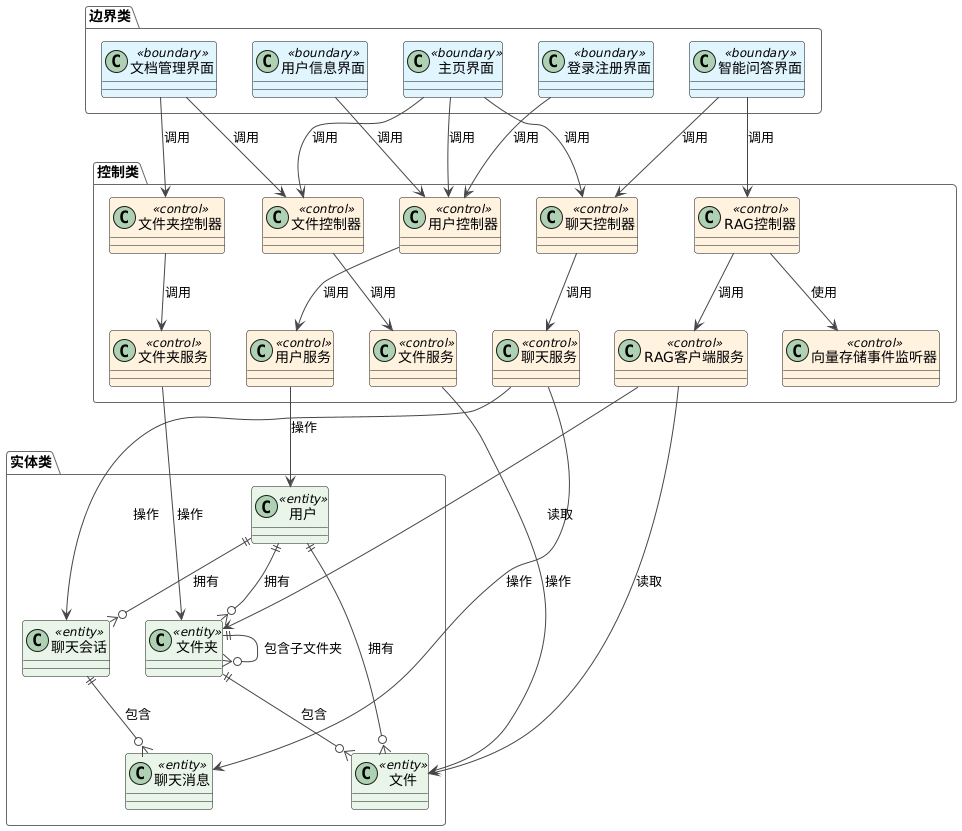 边界类
C «boundary» 文档管理界面
C «boundary» 用户信息界面
C «boundary» 主页界面
C «boundary» 登录注册界面
C «boundary» 智能问答界面
调用
调用
调用
调用
调用
调用
调用
调用
调用
控制类
C «control» 文件夹控制器
C «control» 文件控制器
C «control» 用户控制器
C «control» 聊天控制器
C «control» RAG控制器
调用
调用
调用
调用
调用
使用
C «control» 文件夹服务
C «control» 用户服务
C «control» 文件服务
C «control» 聊天服务
C «control» RAG客户端服务
C «control» 向量存储事件监听器
操作
实体类
C «entity» 用户
操作
操作
读取
拥有
拥有
操作
操作
读取
C «entity» 聊天会话
C «entity» 文件夹
包含子文件夹
拥有
包含
包含
C «entity» 聊天消息
C «entity» 文件